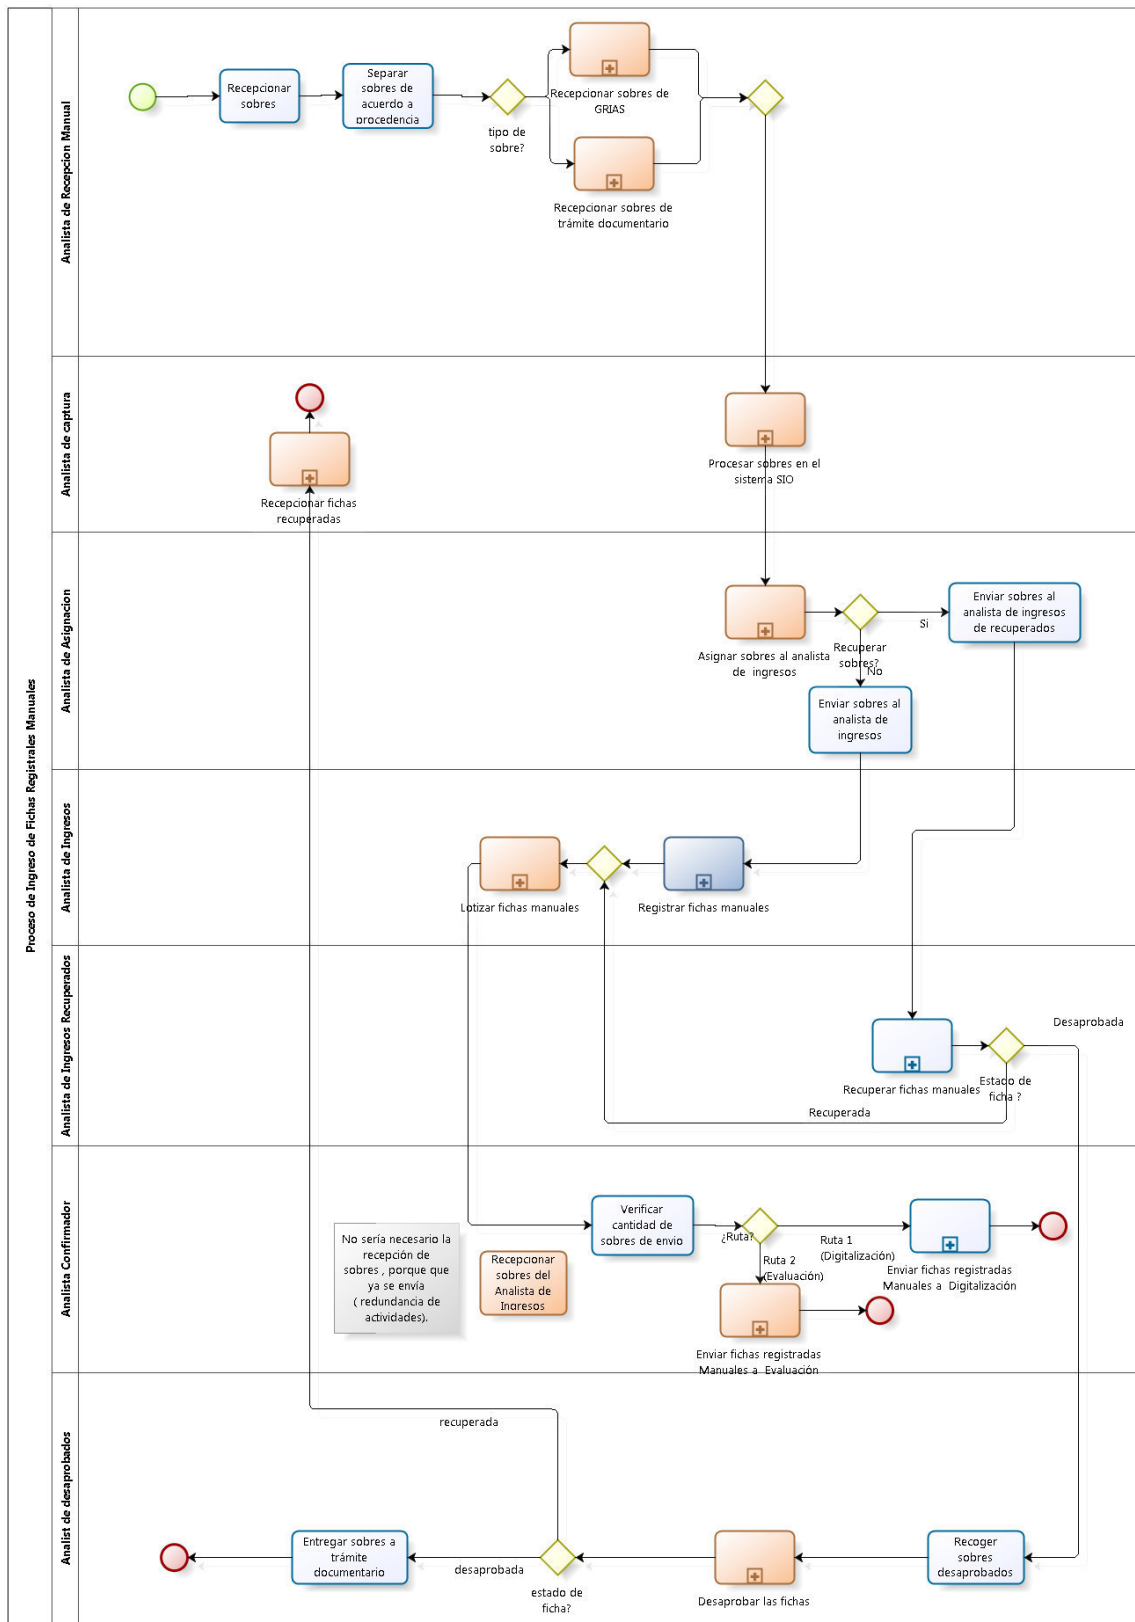 Proceso de Ingreso de Fichas Registrales Manuales
Analista de Recepcion Manual
Recepcionar
sobres
Separar
sobres de
acuerdo a
procedencia
tipo de
sobre?
Recepcionar sobres de
GRIAS
Recepcionar sobres de
trámite documentario
Analista de captura
Recepcionar fichas
recuperadas
Procesar sobres en el
sistema SIO
Analista de Asignacion
Asignar sobres al analista
de ingresos
Recuperar
sobres?
Si
No
Enviar sobres al
analista de ingresos
de recuperados
Enviar sobres al
analista de
ingresos
Analista de Ingresos
Lotizar fichas manuales
Registrar fichas manuales
Analista de Ingresos Recuperados
Recuperar fichas manuales
Estado de
ficha ?
Desaprobada
Recuperada
Analista Confirmador
No sería necesario la
recepción de
sobres , porque que
ya se envía
( redundancia de
actividades).
Recepcionar
sobres del
Analista de
Ingresos
Verificar
cantidad de
sobres de envio
¿Ruta?
Ruta 1
(Digitalización)
Ruta 2
(Evaluación)
Enviar fichas registradas
Manuales a Digitalización
Enviar fichas registradas
Manuales a Evaluación
Analist de desaprobados
recuperada
Entregar sobres a
trámite
documentario
desaprobada
estado de
ficha?
Desaprobar las fichas
Recoger
sobres
desaprobados